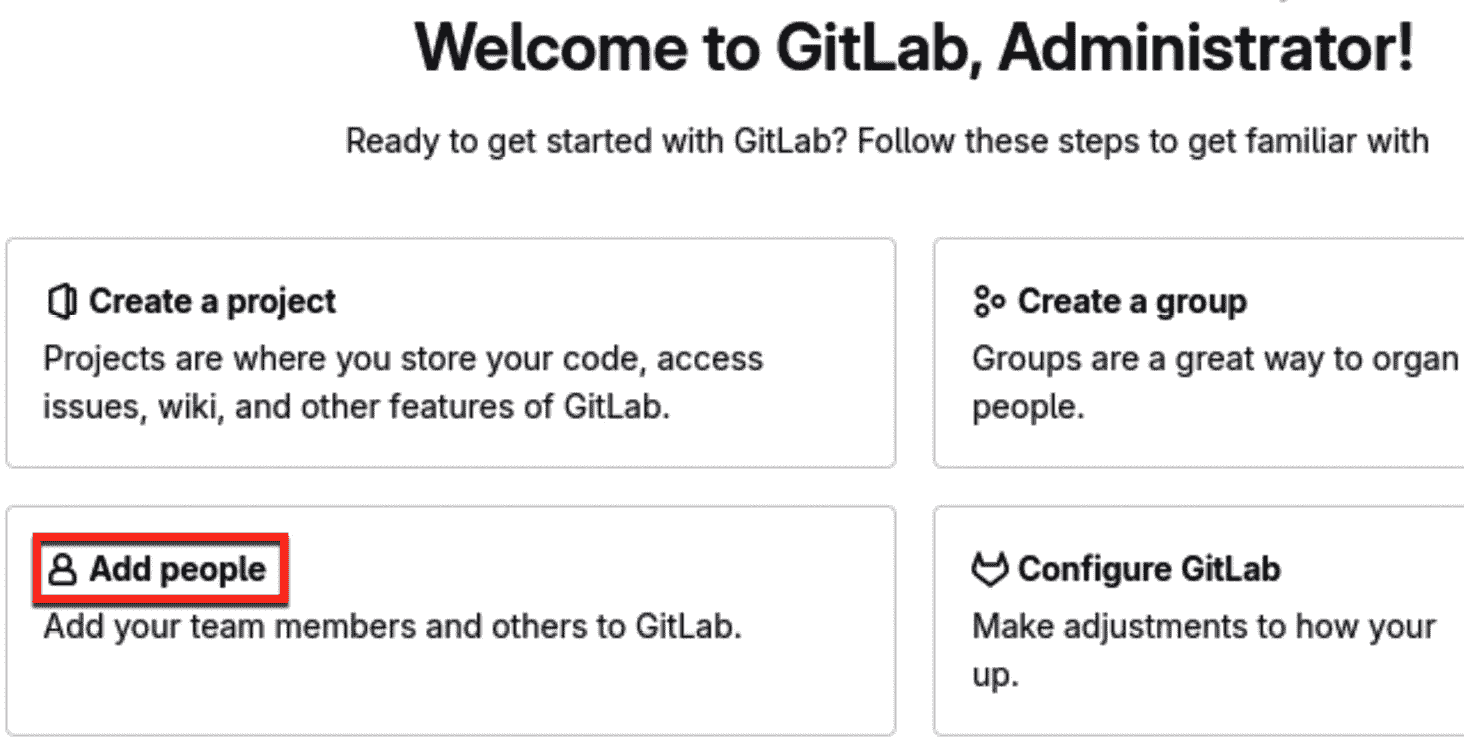 Welcome to GitLab, Administrator!
Ready to get started with GitLab? Follow these steps to get familiar with
Create a project
Projects are where you store your code, access
issues, wiki, and other features of GitLab.
Create a group
Groups are a great way to organ
people.
Add people
Add your team members and others to GitLab.
Configure GitLab
Make adjustments to how your
up.